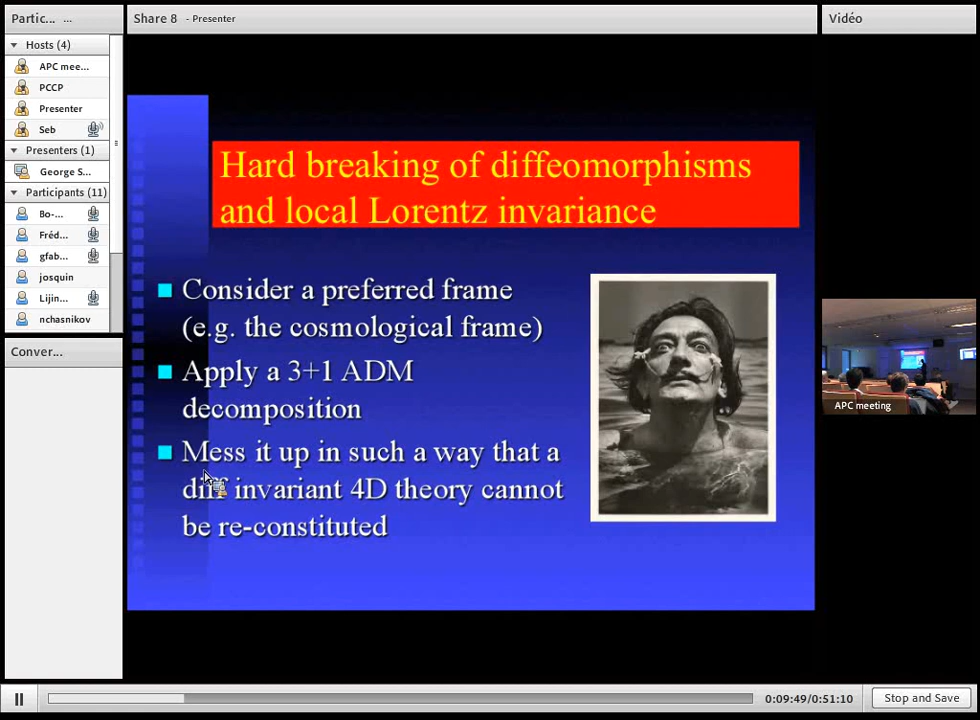 Partic... ...
Share 8 - Presenter
Vidéo
Hosts (4)
APC mee...
PCCP
Presenter
Seb
Presenters (1)
George S...
Participants (11)
Bo-...
Fréd...
gfab...
josquin
Lijin...
nchasnikov
Conver...
Hard breaking of diffeomorphisms
and local Lorentz invariance
Consider a preferred frame
(e.g. the cosmological frame)
Apply a 3+1 ADM
decomposition
Mess it up in such a way that a
diff invariant 4D theory cannot
be re-constituted
APC meeting
0:09:49/0:51:10
Stop and Save